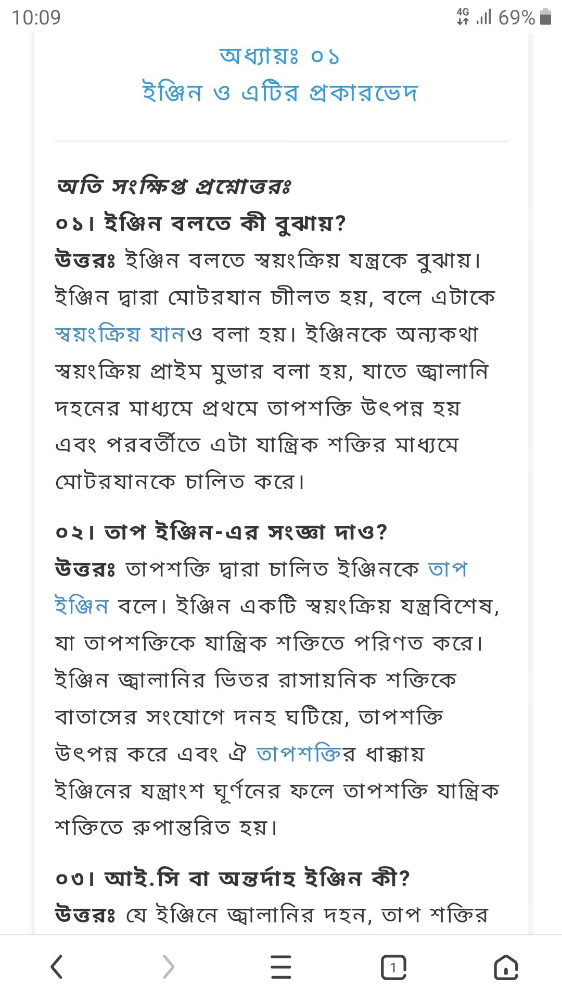 10:09
4G
69%
অধ্যায়ঃ ০১
ইঞ্জিন ও এটির প্রকারভেদ
অতি সংক্ষিপ্ত প্রশ্নোত্তরঃ
০১। ইঞ্জিন বলতে কী বুঝায়?
উত্তরঃ ইঞ্জিন বলতে স্বয়ংক্রিয় যন্ত্রকে বুঝায়।
ইঞ্জিন দ্বারা মোটরযান চাীলত হয়, বলে এটাকে
স্বয়ংক্রিয় যানও বলা হয়। ইঞ্জিনকে অন্যকথা
স্বয়ংক্রিয় প্রাইম মুভার বলা হয়, যাতে জ্বালানি
দহনের মাধ্যমে প্রথমে তাপশক্তি উৎপন্ন হয়
এবং পরবর্তীতে এটা যান্ত্রিক শক্তির মাধ্যমে
মোটরযানকে চালিত করে।
০২। তাপ ইঞ্জিন-এর সংজ্ঞা দাও?
উত্তরঃ তাপশক্তি দ্বারা চালিত ইঞ্জিনকে তাপ
ইঞ্জিন বলে। ইঞ্জিন একটি স্বয়ংক্রিয় যন্ত্রবিশেষ,
যা তাপশক্তিকে যান্ত্রিক শক্তিতে পরিণত করে।
ইঞ্জিন জ্বালানির ভিতর রাসায়নিক শক্তিকে
বাতাসের সংযোগে দনহ ঘটিয়ে, তাপশক্তি
উৎপন্ন করে এবং ঐ তাপশক্তির ধাক্কায়
ইঞ্জিনের যন্ত্রাংশ ঘূর্ণনের ফলে তাপশক্তি যান্ত্রিক
শক্তিতে রুপান্তরিত হয়।
০৩। আই.সি বা অন্তর্দাহ ইঞ্জিন কী?
উত্তরঃ যে ইঞ্জিনে জ্বালানির দহন, তাপ শক্তির
1